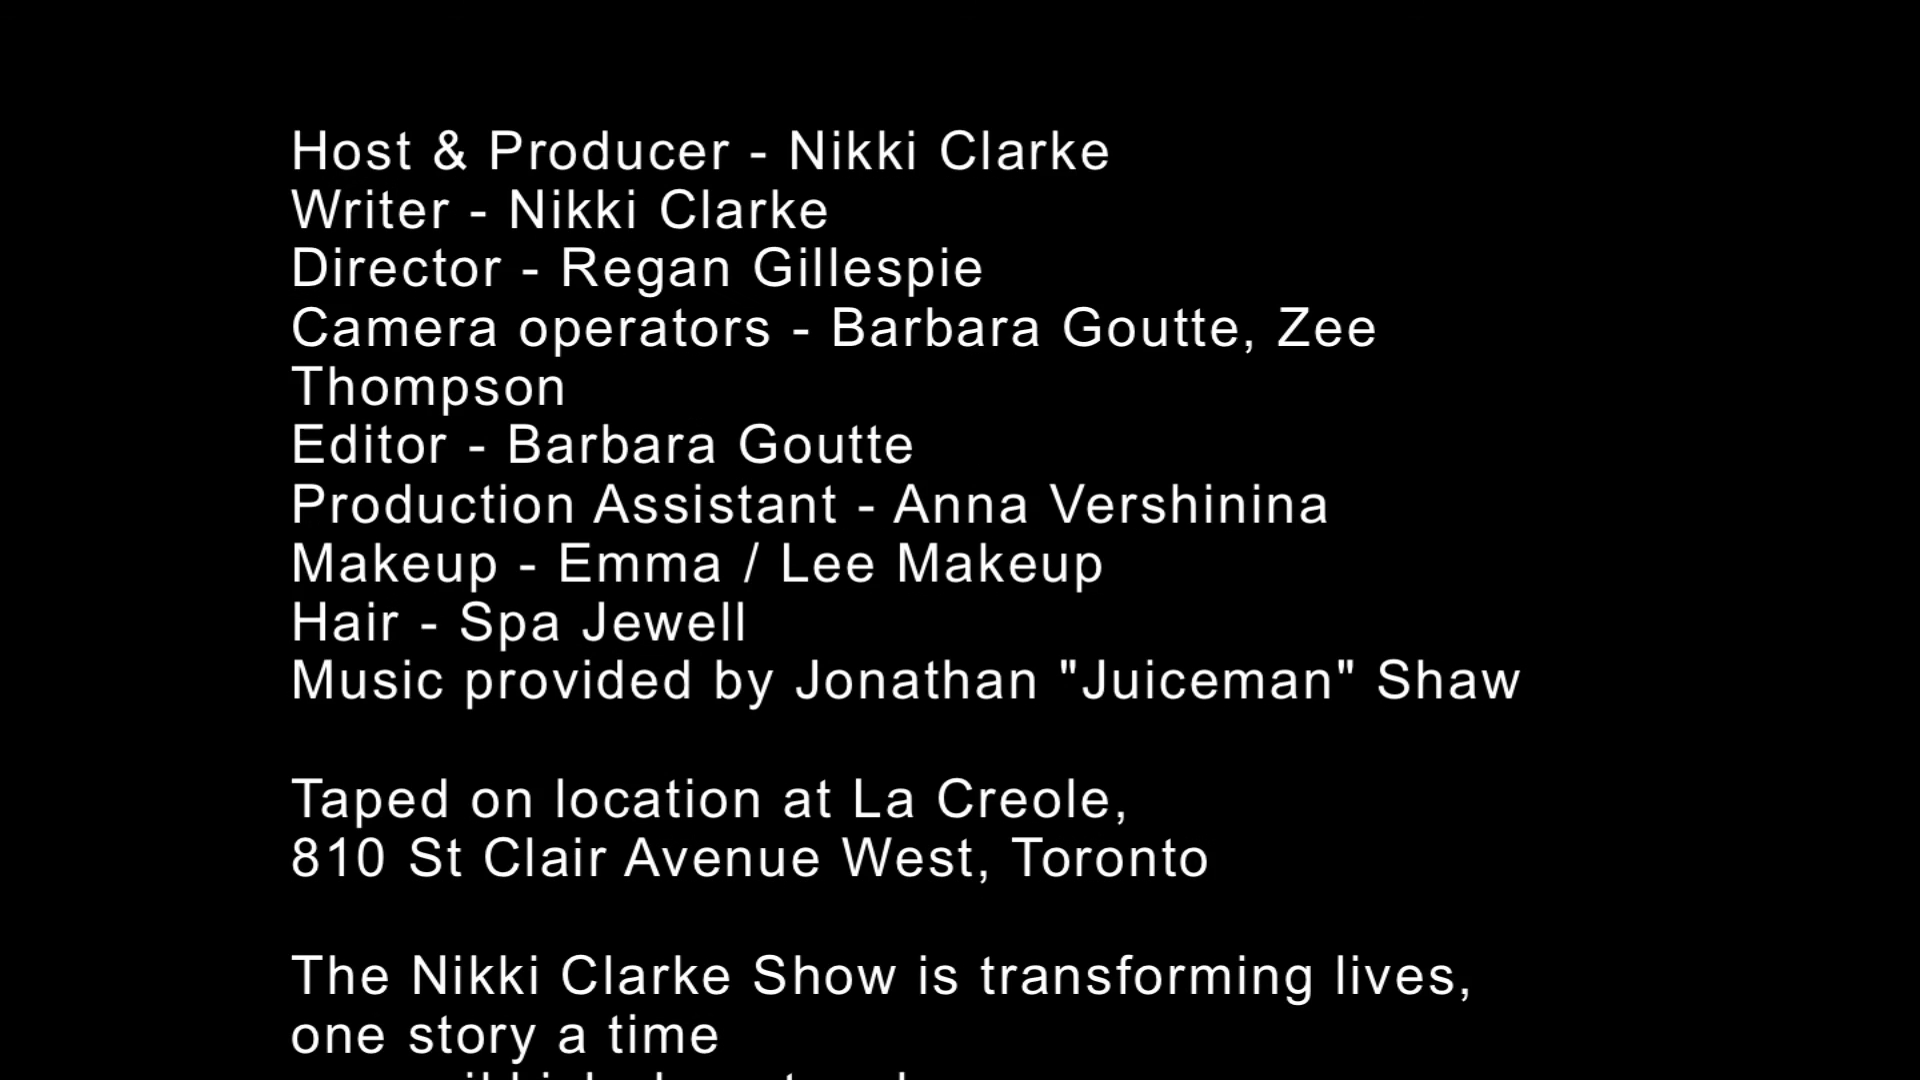 Host & Producer - Nikki Clarke
Writer - Nikki Clarke
Director - Regan Gillespie
Camera operators - Barbara Goutte, Zee
Thompson
Editor - Barbara Goutte
Production Assistant - Anna Vershinina
Makeup - Emma / Lee Makeup
Hair - Spa Jewell
Music provided by Jonathan "Juiceman" Shaw
Taped on location at La Creole,
810 St Clair Avenue West, Toronto
The Nikki Clarke Show is transforming lives,
one story a time